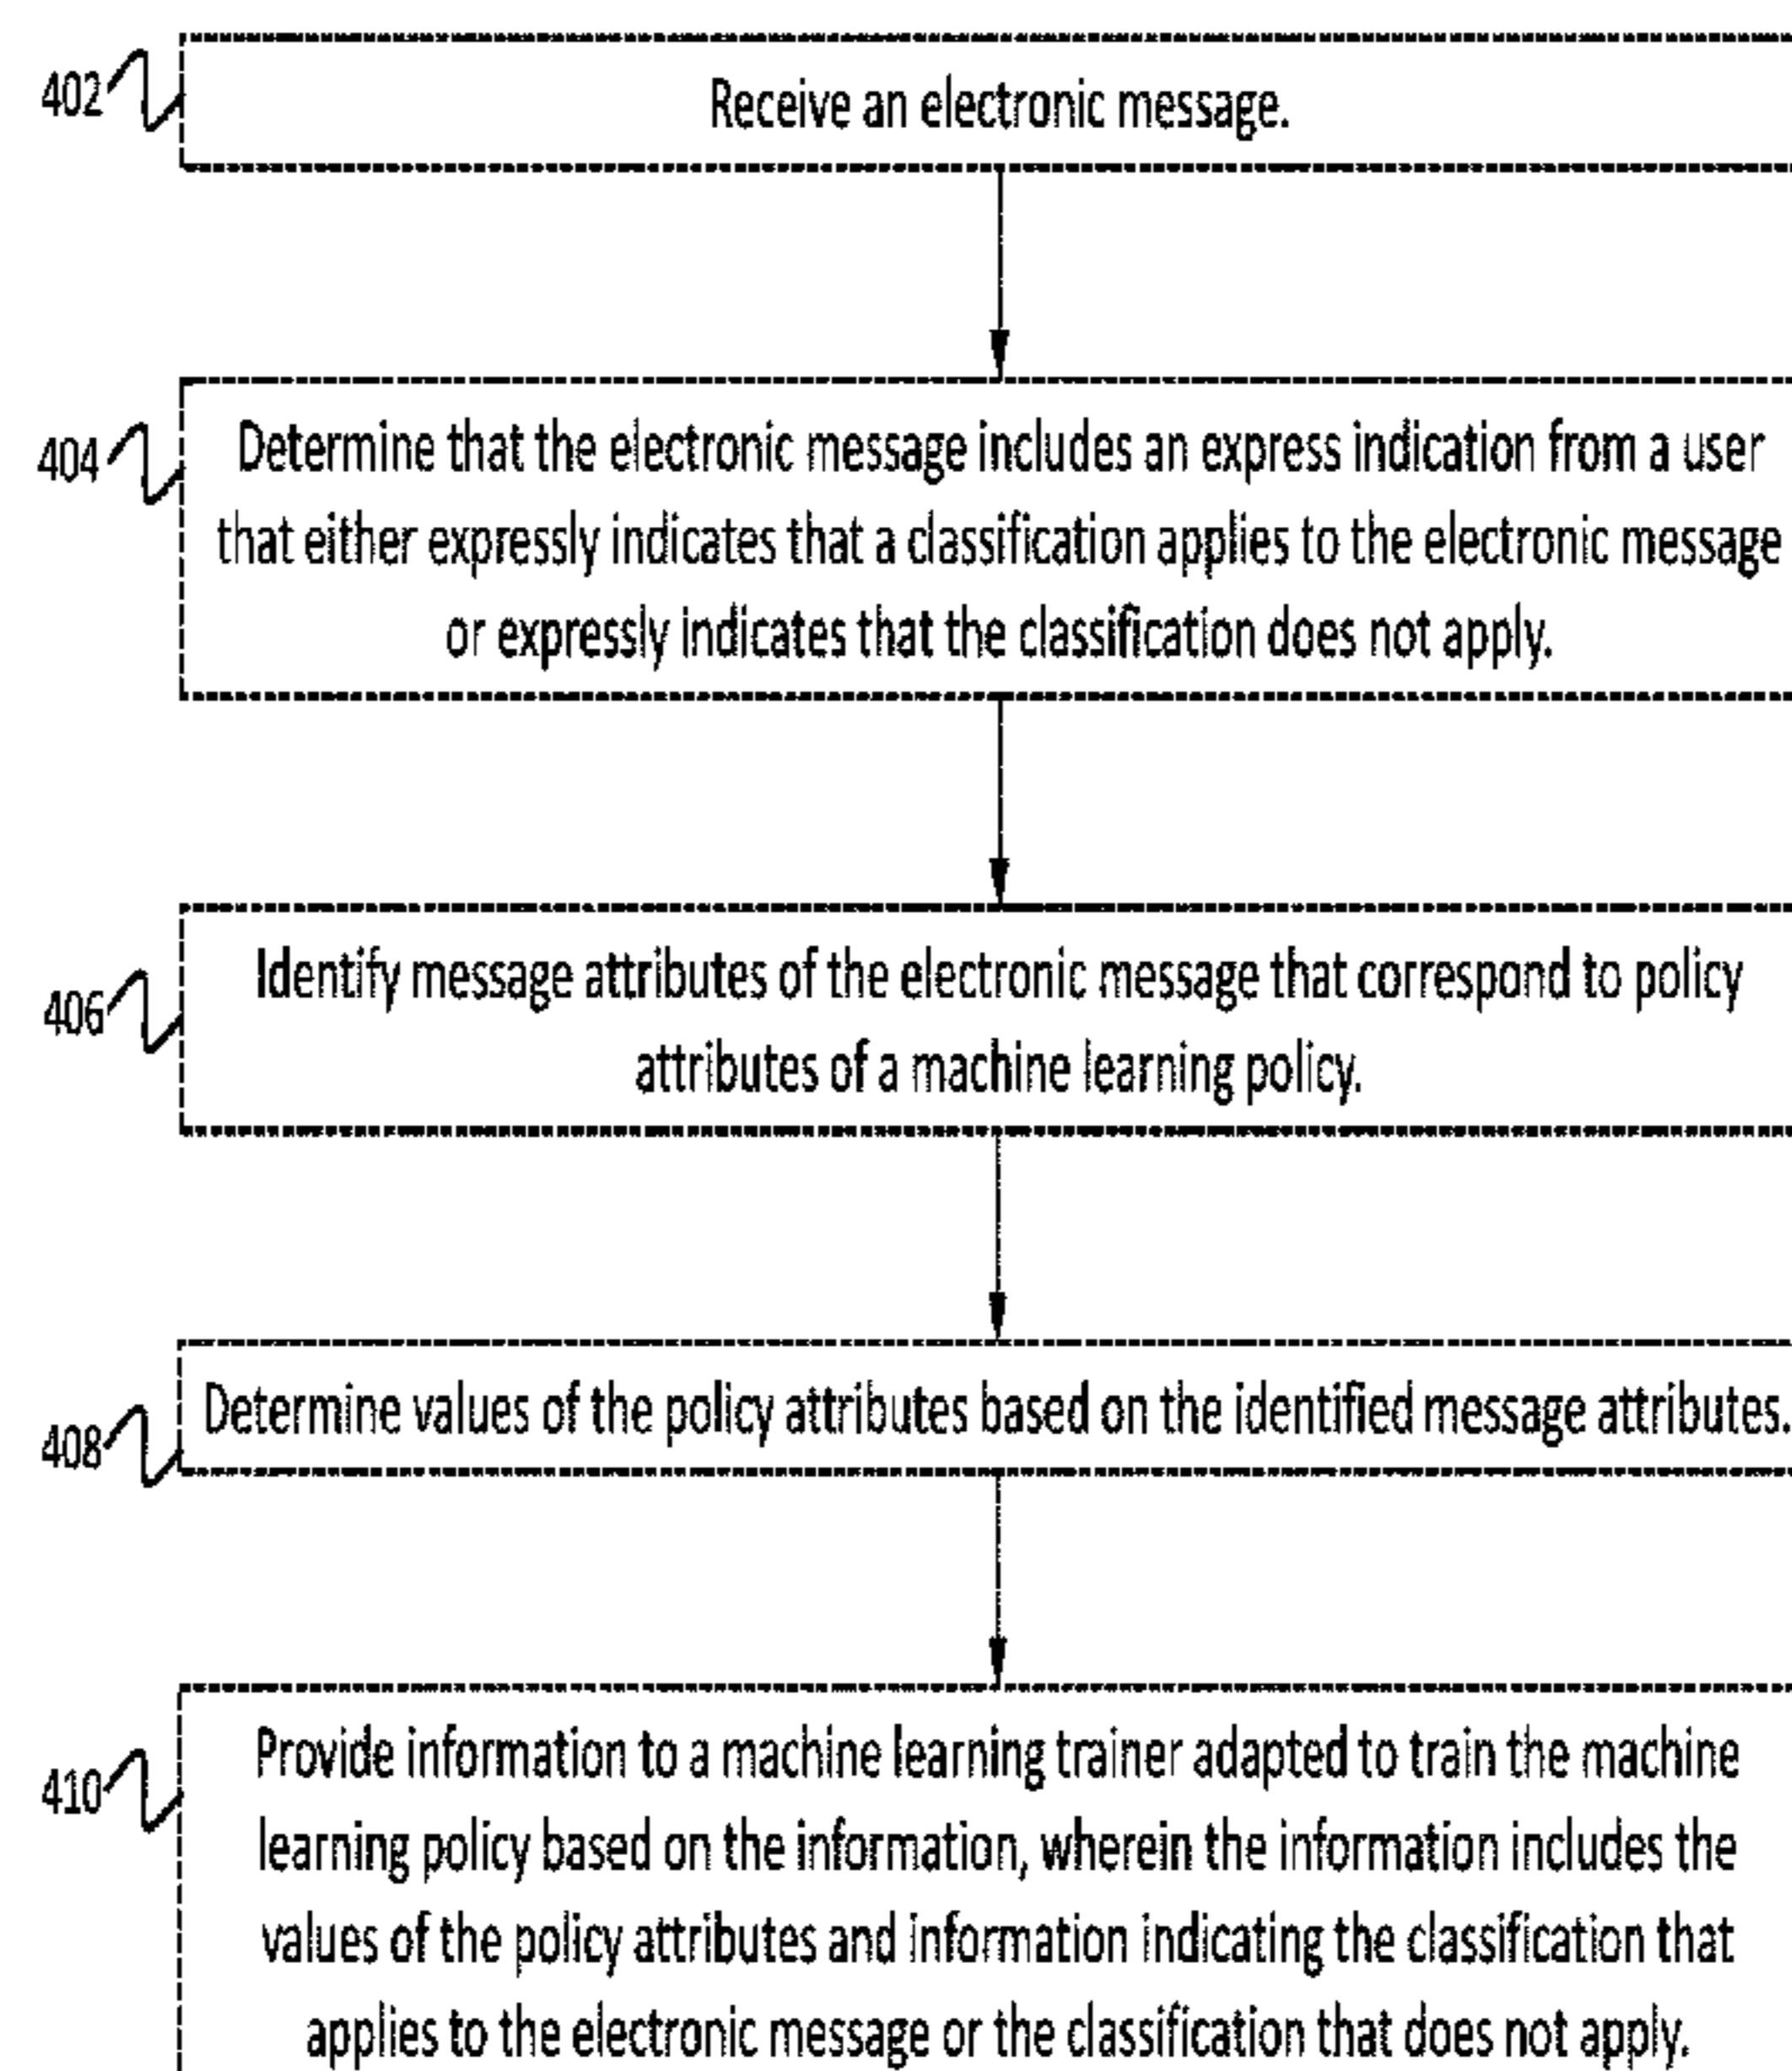 402
Receive an electronic message.
404
Determine that the electronic message includes an express indication from a user
that either expressly indicates that a classification applies to the electronic message
or expressly indicates that the classification does not apply.
406
Identify message attributes of the electronic message that correspond to policy
attributes of a machine learning policy.
408
Determine values of the policy attributes based on the identified message attributes.
410
Provide information to a machine learning trainer adapted to train the machine
learning policy based on the information, wherein the information includes the
values of the policy attributes and information indicating the classification that
applies to the electronic message or the classification that does not apply.